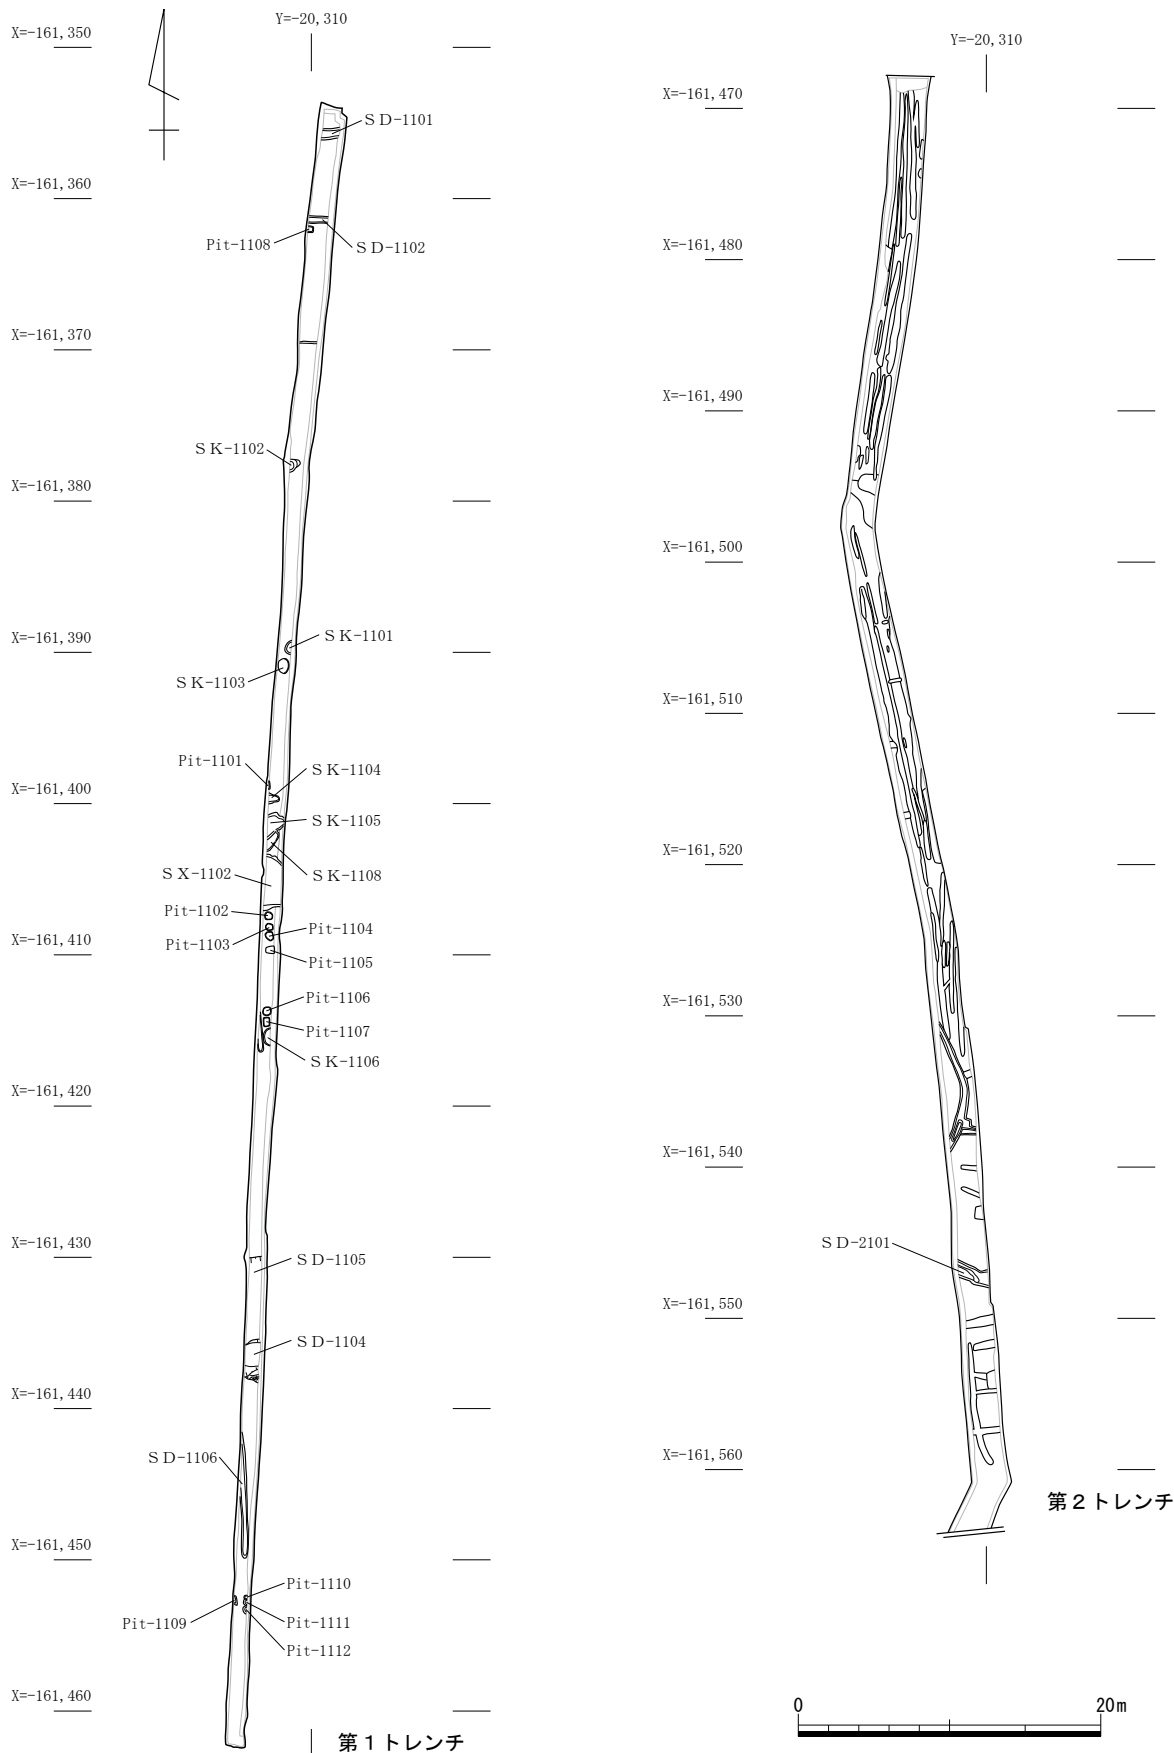 Y=-20,310
X=-161,350
SD-1101
X=-161,360
Pit-1108
SD-1102
X=-161,370
SK-1102
X=-161,380
SK-1101
X=-161,390
SK-1103
Pit-1101
SK-1104
X=-161,400
SK-1105
SX-1102
SK-1108
Pit-1102
Pit-1104
Pit-1103
X=-161,410
Pit-1105
Pit-1106
Pit-1107
SK-1106
X=-161,420
X=-161,430
SD-1105
SD-1104
X=-161,440
SD-1106
X=-161,450
Pit-1110
Pit-1109
Pit-1111
Pit-1112
X=-161,460
第1トレンチ
Y=-20,310
X=-161,470
X=-161,480
X=-161,490
X=-161,500
X=-161,510
X=-161,520
X=-161,530
X=-161,540
SD-2101
X=-161,550
X=-161,560
第2トレンチ
0 20m